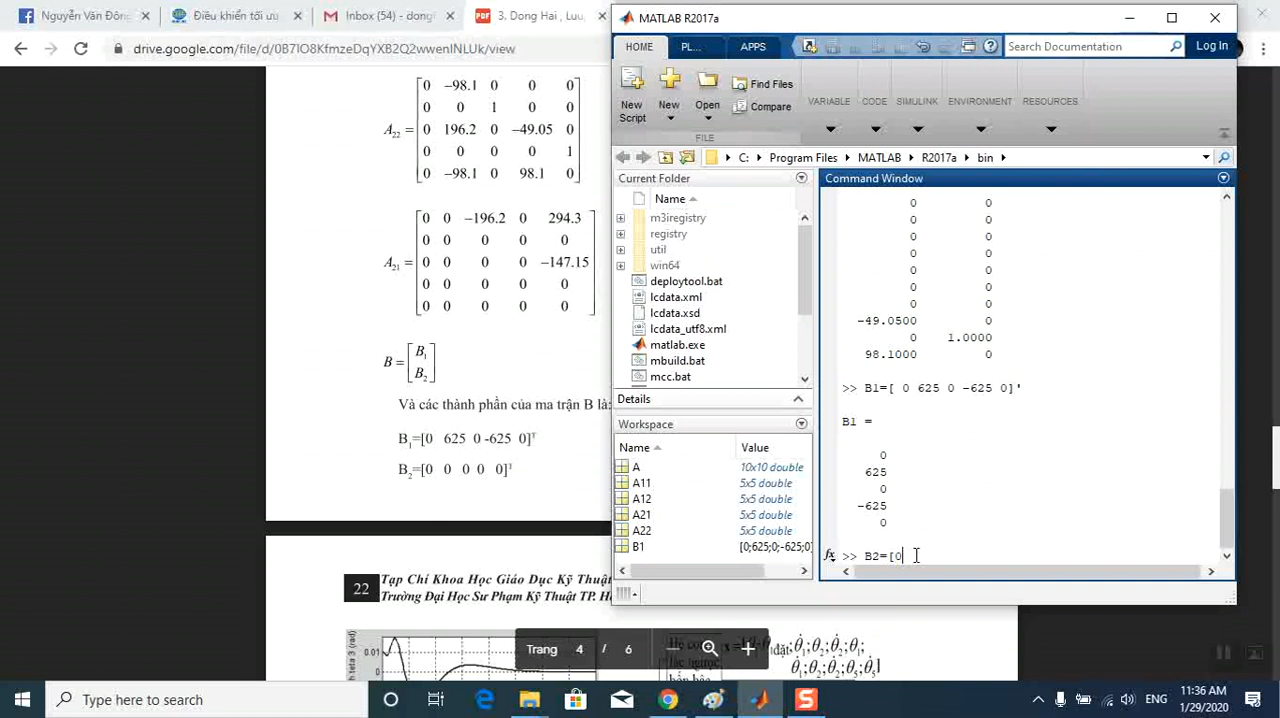 Nguyễn Văn Đông
Điều khiển tối ưu
Inbox (54) - dongf
3. Dong Hai , Luu,
drive.google.com/file/d/0B7lO8KfmzeDqYXB2Q2wwenlNLUk/view
A22 =
0 −98.1 0 0 0
0 0 1 0 0
0 196.2 0 −49.05 0
0 0 0 0 1
0 −98.1 0 98.1 0
A21 =
0 0 −196.2 0 294.3
0 0 0 0 0
0 0 0 0 −147.15
0 0 0 0 0
0 0 0 0 0
B =
B1
B2
Và các thành phần của ma trận B là:
B1=[0 625 0 -625 0]T
B2=[0 0 0 0 0]T
22
Tạp Chí Khoa Học Giáo Dục Kỹ Thuật
Trường Đại Học Sư Phạm Kỹ Thuật TP. H
0.01
0
Trang 4 / 6
MATLAB R2017a
HOME PL... APPS
Search Documentation
Log In
New Script
New
Open
Find Files
Compare
FILE
VARIABLE
CODE
SIMULINK
ENVIRONMENT
RESOURCES
C: Program Files MATLAB R2017a bin
Current Folder
Name
m3iregistry
registry
util
win64
deploytool.bat
lcdata.xml
lcdata.xsd
lcdata_utf8.xml
matlab.exe
mbuild.bat
mcc.bat
Details
Workspace
Name Value
A 10x10 double
A11 5x5 double
A12 5x5 double
A21 5x5 double
A22 5x5 double
B1 [0;625;0;-625;0]
Command Window
0 0
0 0
0 0
0 0
0 0
0 0
0 0
-49.0500 0
0 1.0000
98.1000 0
>> B1=[ 0 625 0 -625 0]'
B1 =
0
625
0
-625
0
fx >> B2=[0
Type here to search
ENG
11:36 AM
1/29/2020